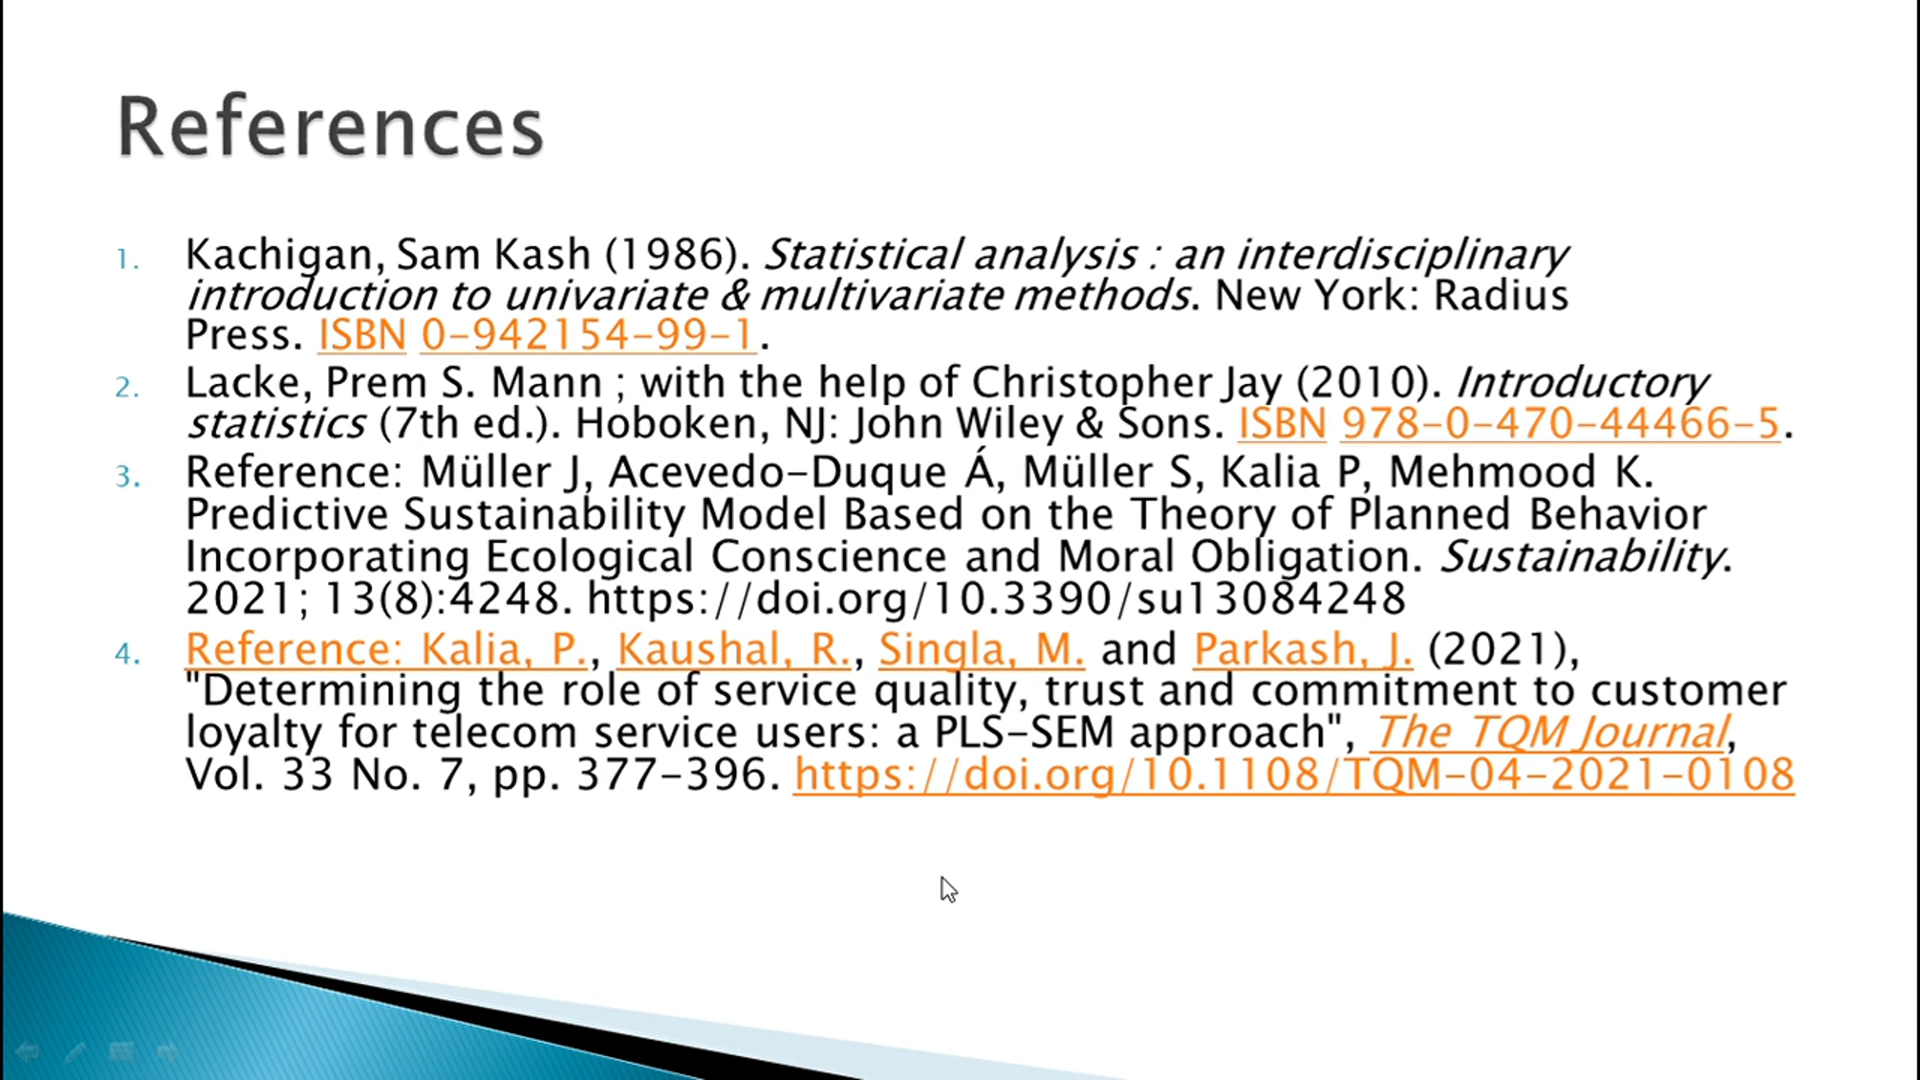 References
1. Kachigan, Sam Kash (1986). Statistical analysis : an interdisciplinary
introduction to univariate & multivariate methods. New York: Radius
Press. ISBN 0-942154-99-1.
2. Lacke, Prem S. Mann ; with the help of Christopher Jay (2010). Introductory
statistics (7th ed.). Hoboken, NJ: John Wiley & Sons. ISBN 978-0-470-44466-5.
3. Reference: Müller J, Acevedo-Duque Á, Müller S, Kalia P, Mehmood K.
Predictive Sustainability Model Based on the Theory of Planned Behavior
Incorporating Ecological Conscience and Moral Obligation. Sustainability.
2021; 13(8):4248. https://doi.org/10.3390/su13084248
4. Reference: Kalia, P., Kaushal, R., Singla, M. and Parkash, J. (2021),
"Determining the role of service quality, trust and commitment to customer
loyalty for telecom service users: a PLS-SEM approach", The TQM Journal,
Vol. 33 No. 7, pp. 377-396. https://doi.org/10.1108/TQM-04-2021-0108